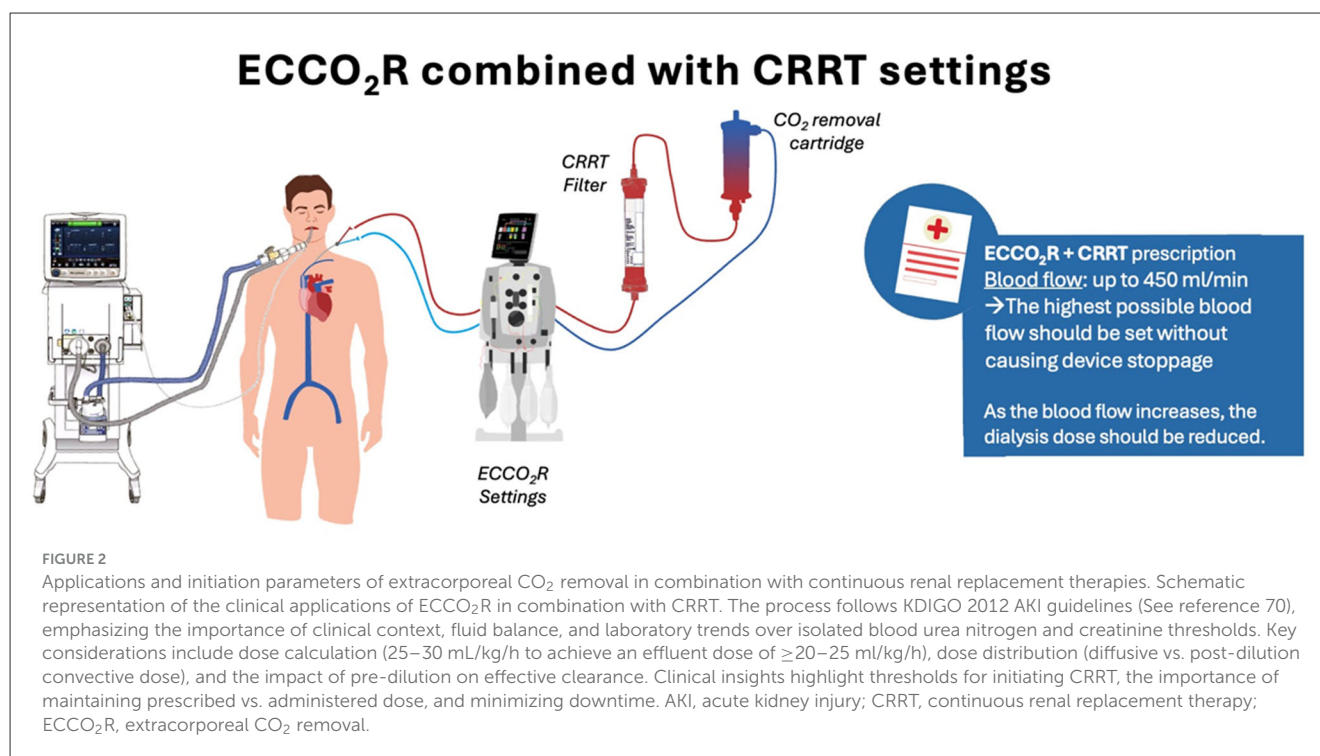 ECCO₂R combined with CRRT settings
CO₂ removal
cartridge
CRRT
Filter
ECCO₂R
Settings
ECCO₂R + CRRT prescription
Blood flow: up to 450 ml/min
→The highest possible blood
flow should be set without
causing device stoppage
As the blood flow increases, the
dialysis dose should be reduced.
FIGURE 2
Applications and initiation parameters of extracorporeal CO₂ removal in combination with continuous renal replacement therapies. Schematic
representation of the clinical applications of ECCO₂R in combination with CRRT. The process follows KDIGO 2012 AKI guidelines (See reference 70),
emphasizing the importance of clinical context, fluid balance, and laboratory trends over isolated blood urea nitrogen and creatinine thresholds. Key
considerations include dose calculation (25–30 mL/kg/h to achieve an effluent dose of ≥20–25 ml/kg/h), dose distribution (diffusive vs. post-dilution
convective dose), and the impact of pre-dilution on effective clearance. Clinical insights highlight thresholds for initiating CRRT, the importance of
maintaining prescribed vs. administered dose, and minimizing downtime. AKI, acute kidney injury; CRRT, continuous renal replacement therapy;
ECCO₂R, extracorporeal CO₂ removal.